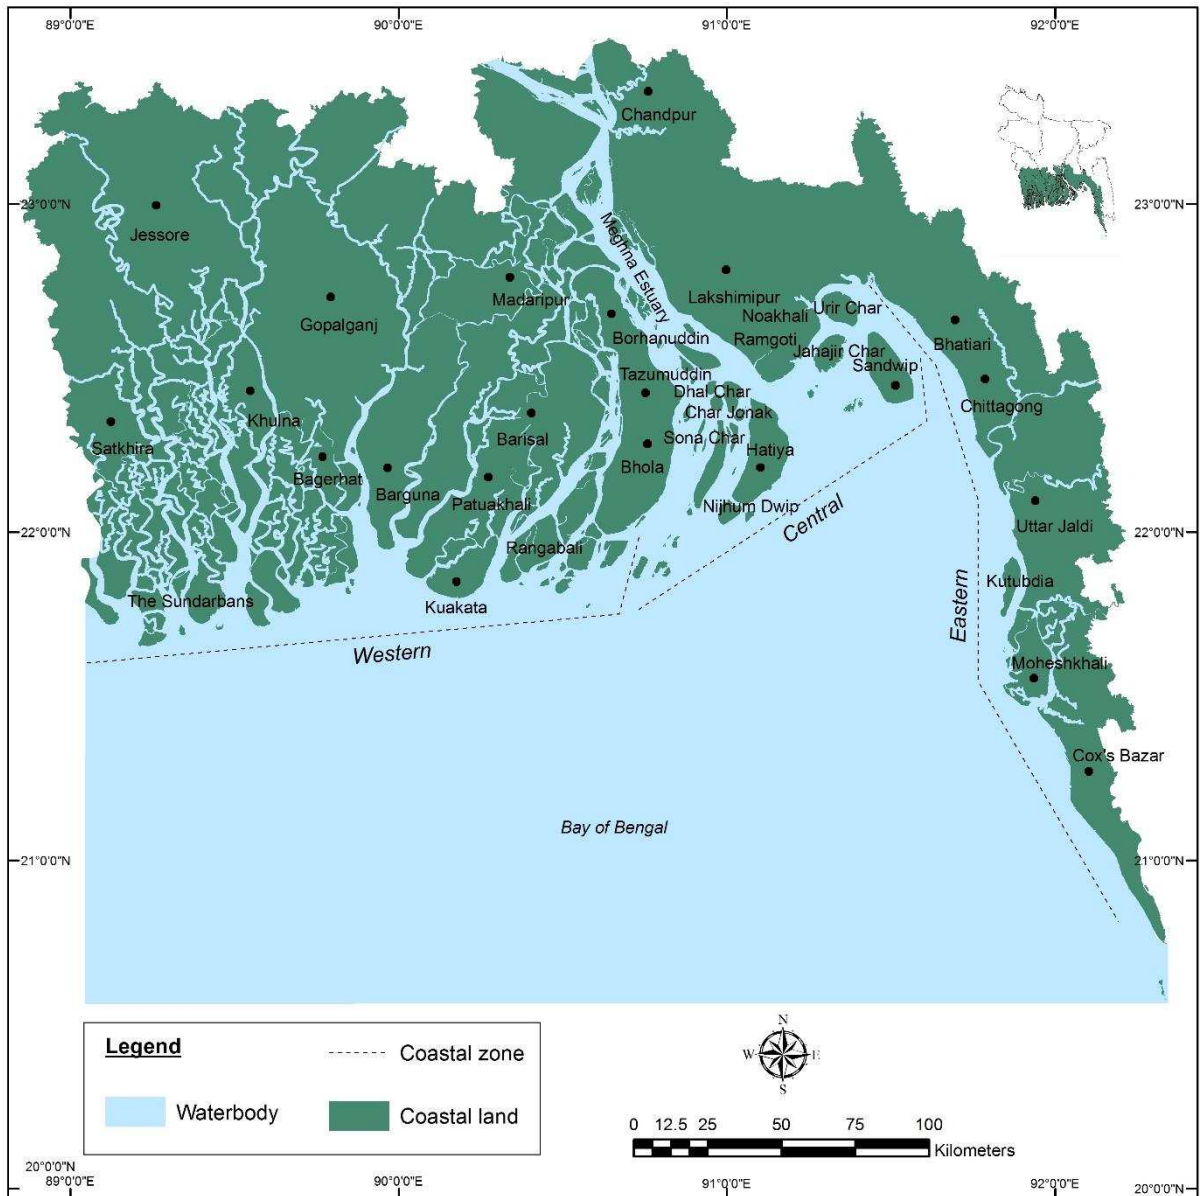 89°0'0"E
90°0'0"E
91°0'0"E
92°0'0"E
Chandpur
23°0'0"N
23°0'0"N
Jessore
Meghna Estuary
Madaripur
Lakshimipur
Gopalganj
Noakhali
Urir Char
Borhanuddin
Ramgoti
Bhatiari
Jahajir Char
Sandwip
Tazumuddin
Dhal Char
Chittagong
Char Jonak
Khulna
Satkhira
Barisal
Sona Char
Hatiya
Bhola
Bagerhat
Barguna
Patuakhali
Nijhum Dwip
Central
22°0'0"N
22°0'0"N
Uttar Jaldi
Rangabali
Kutubdia
The Sundarbans
Kuakata
Eastern
Western
Moheshkhali
Cox's Bazar
Bay of Bengal
21°0'0"N
21°0'0"N
Legend
Coastal zone
Waterbody
Coastal land
N
W
E
S
0 12.5 25 50 75 100
Kilometers
20°0'0"N
20°0'0"N
89°0'0"E
90°0'0"E
91°0'0"E
92°0'0"E